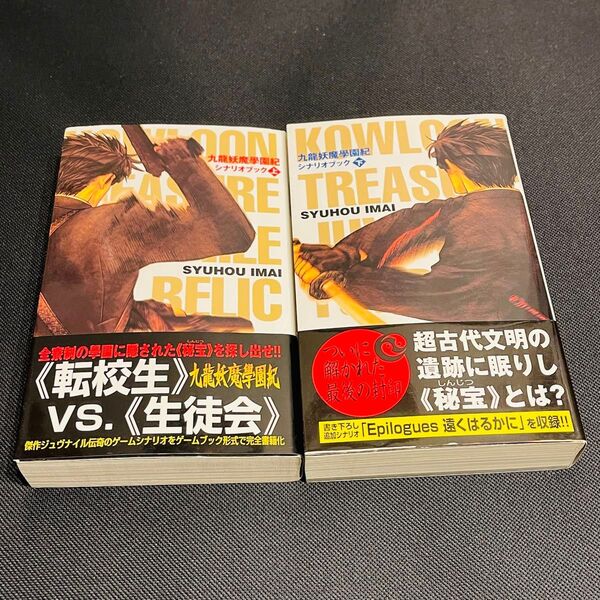 KOWLOON
九龍妖魔學園紀
シナリオブック 上
TREASURE
SYUHOU IMAI
RELIC
全寮制の學園に隠された《秘宝》を探し出せ!!
しんじつ
《転校生》九龍妖魔學園紀
VS.《生徒会》
傑作ジュヴナイル伝奇のゲームシナリオをゲームブック形式で完全書籍化
KOWLOON
九龍妖魔學園紀
シナリオブック 下
TREASU
SYUHOU IMAI
ついに
解かれた
最後の封印
超古代文明の
遺跡に眠りし
しんじつ
《秘宝》とは?
書き下ろし
追加シナリオ「Epilogues 遠くはるかに」を収録!!